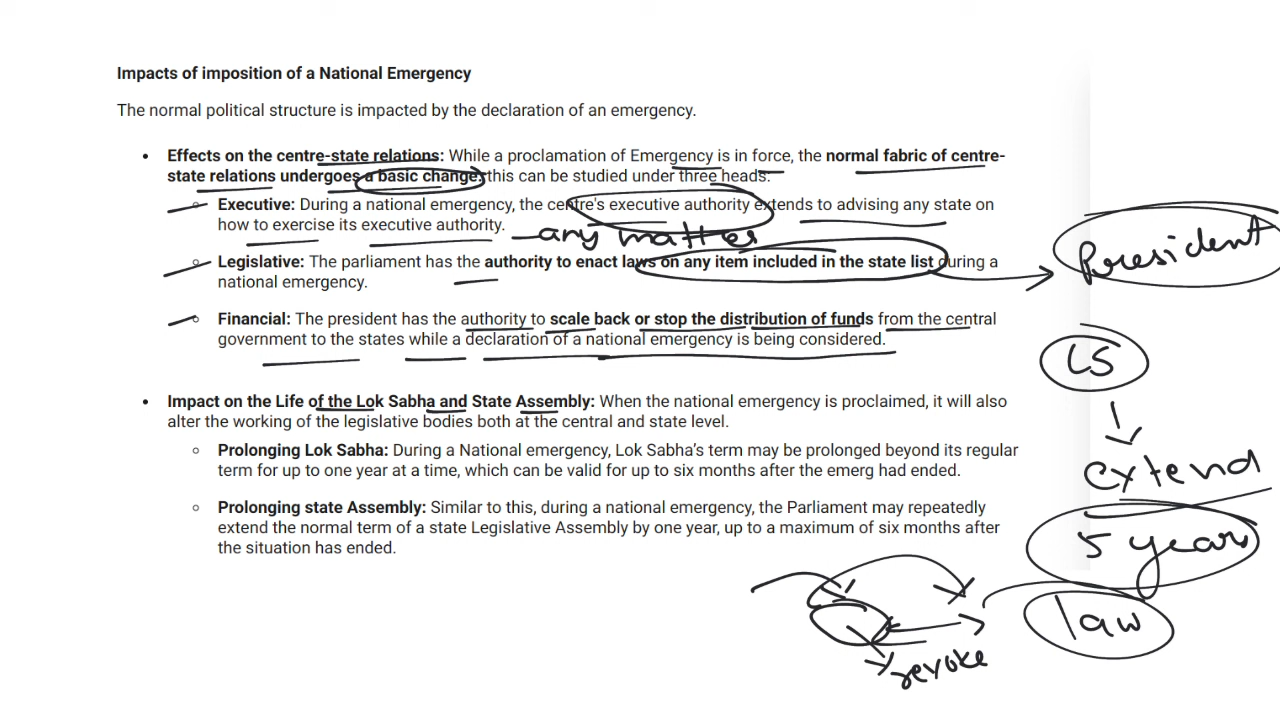 Impacts of imposition of a National Emergency
The normal political structure is impacted by the declaration of an emergency.
• Effects on the centre-state relations: While a proclamation of Emergency is in force, the normal fabric of centre-
state relations undergoes a basic change; this can be studied under three heads.
○ Executive: During a national emergency, the centre's executive authority extends to advising any state on
how to exercise its executive authority.
any matter
○ Legislative: The parliament has the authority to enact laws on any item included in the state list during a
national emergency.
President
○ Financial: The president has the authority to scale back or stop the distribution of funds from the central
government to the states while a declaration of a national emergency is being considered.
LS
• Impact on the Life of the Lok Sabha and State Assembly: When the national emergency is proclaimed, it will also
alter the working of the legislative bodies both at the central and state level.
○ Prolonging Lok Sabha: During a National emergency, Lok Sabha's term may be prolonged beyond its regular
term for up to one year at a time, which can be valid for up to six months after the emerg had ended.
extend
○ Prolonging state Assembly: Similar to this, during a national emergency, the Parliament may repeatedly
extend the normal term of a state Legislative Assembly by one year, up to a maximum of six months after
the situation has ended.
5 years
law
revoke